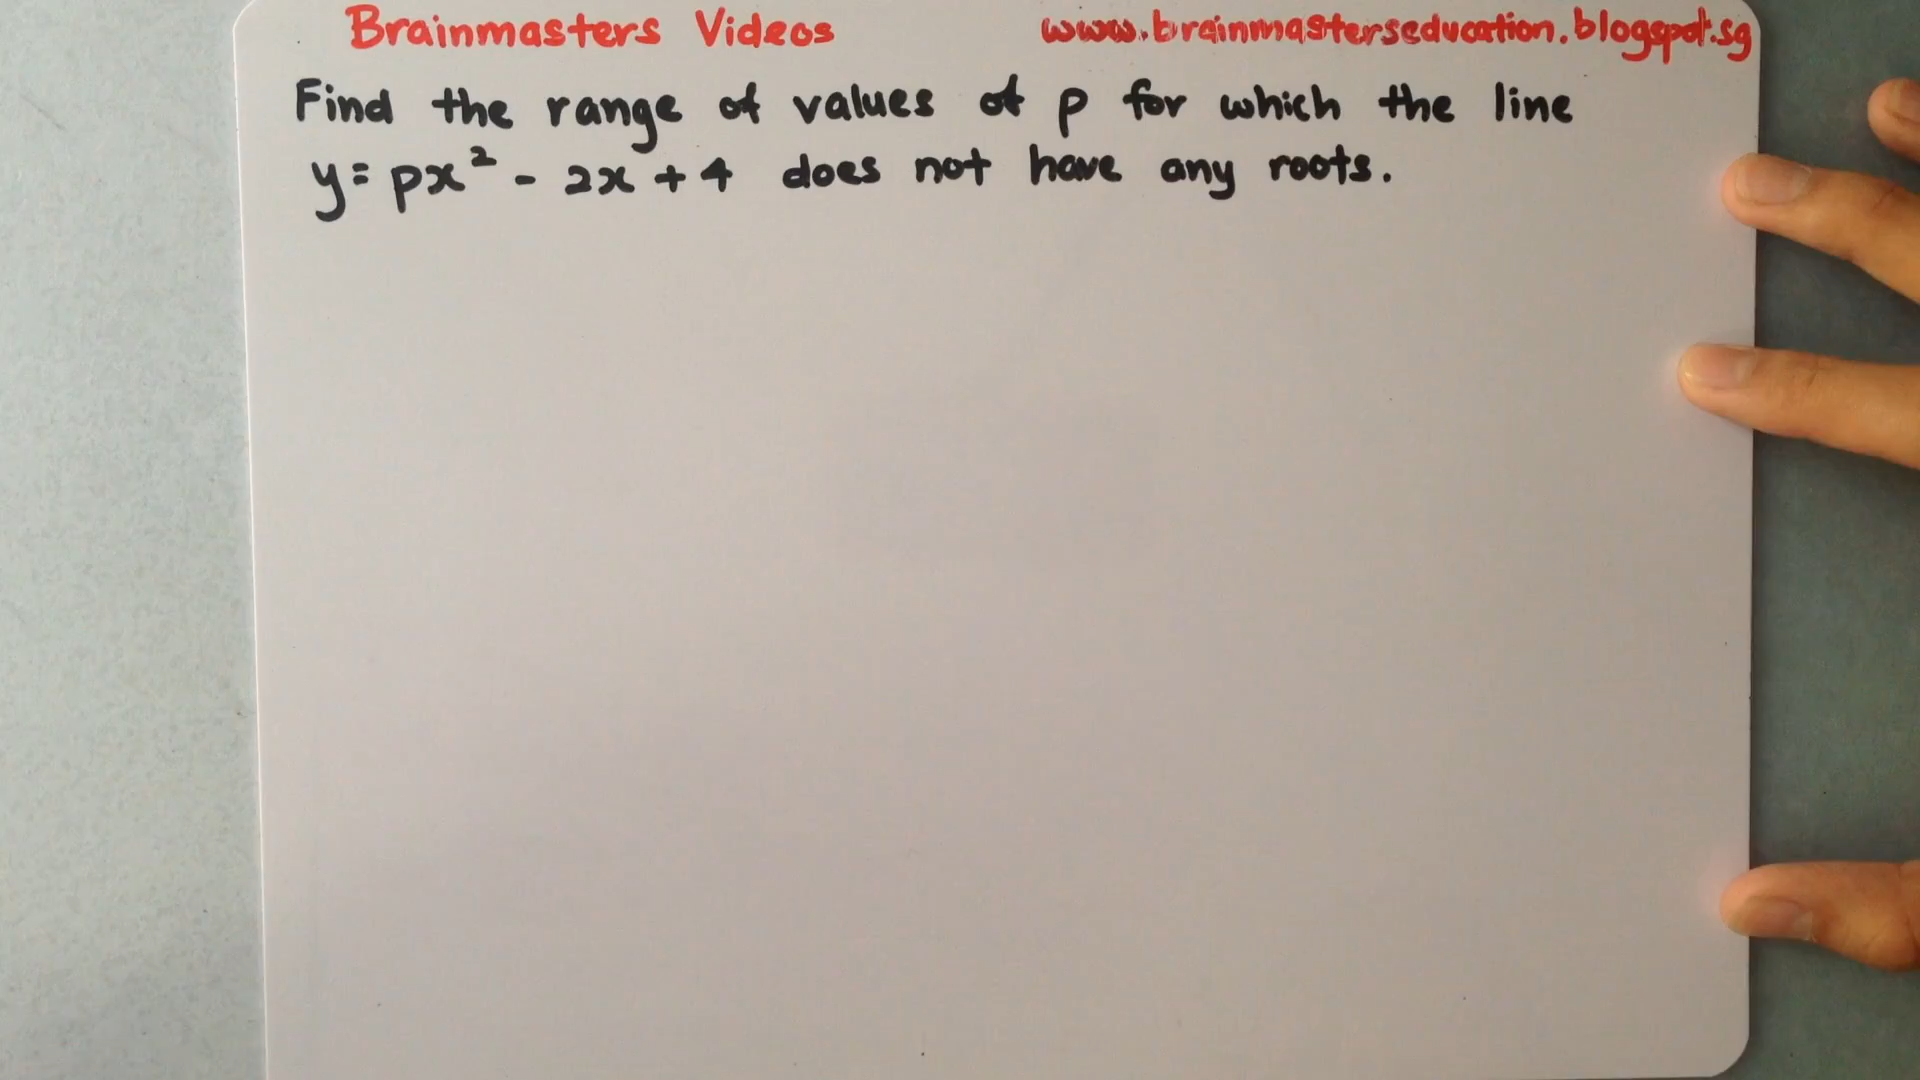 Brainmasters Videos www.brainmasterseducation.blogspot.sg
Find the range of values of p for which the line
y = px² - 2x + 4 does not have any roots.